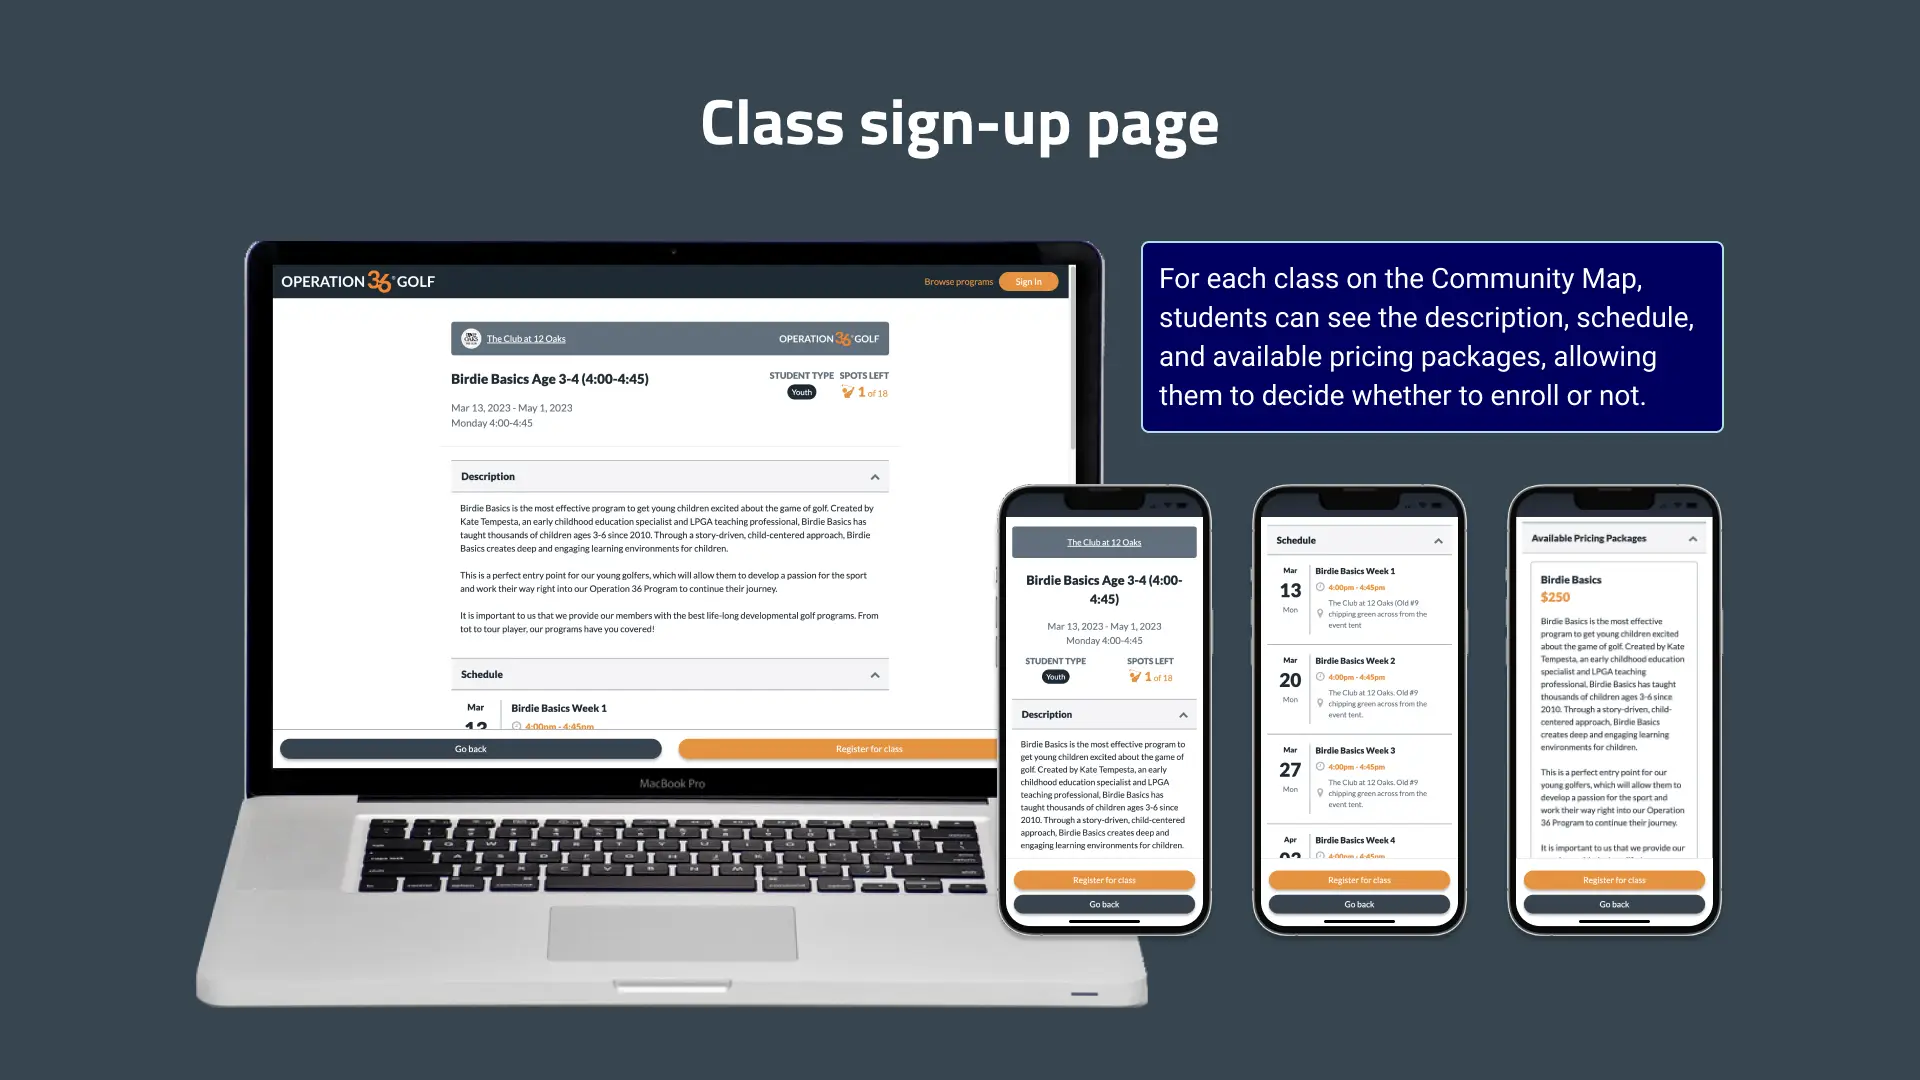 Class sign-up page
For each class on the Community Map,
students can see the description, schedule,
and available pricing packages, allowing
them to decide whether to enroll or not.
OPERATION 36 GOLF
Browse programs
Sign In
The Club at 12 Oaks
OPERATION 36 GOLF
Birdie Basics Age 3-4 (4:00-4:45)
STUDENT TYPE SPOTS LEFT
Youth 1 of 18
Mar 13, 2023 - May 1, 2023
Monday 4:00-4:45
Description
Birdie Basics is the most effective program to get young children excited about the game of golf. Created by
Kate Tempesta, an early childhood education specialist and LPGA teaching professional, Birdie Basics has
taught thousands of children ages 3-6 since 2010. Through a story-driven, child-centered approach, Birdie
Basics creates deep and engaging learning environments for children.
This is a perfect entry point for our young golfers, which will allow them to develop a passion for the sport
and work their way right into our Operation 36 Program to continue their journey.
It is important to us that we provide our members with the best life-long developmental golf programs. From
tot to tour player, our programs have you covered!
Schedule
Mar
Birdie Basics Week 1
4:00pm - 4:45pm
Go back
Register for class
MacBook Pro
The Club at 12 Oaks
Birdie Basics Age 3-4 (4:00-
4:45)
Mar 13, 2023 - May 1, 2023
Monday 4:00-4:45
STUDENT TYPE SPOTS LEFT
Youth 1 of 18
Description
Birdie Basics is the most effective program to
get young children excited about the game of
golf. Created by Kate Tempesta, an early
childhood education specialist and LPGA
teaching professional, Birdie Basics has
taught thousands of children ages 3-6 since
2010. Through a story-driven, child-centered
approach, Birdie Basics creates deep and
engaging learning environments for children.
Register for class
Go back
Schedule
Mar
13
Mon
Birdie Basics Week 1
4:00pm - 4:45pm
The Club at 12 Oaks (Old #9
chipping green across from the
event tent
Mar
20
Mon
Birdie Basics Week 2
4:00pm - 4:45pm
The Club at 12 Oaks. Old #9
chipping green across from the
event tent.
Mar
27
Mon
Birdie Basics Week 3
4:00pm - 4:45pm
The Club at 12 Oaks. Old #9
chipping green across from the
event tent.
Apr
Birdie Basics Week 4
4:00pm - 4:45pm
Register for class
Go back
Available Pricing Packages
Birdie Basics
$250
Birdie Basics is the most effective
program to get young children excited
about the game of golf. Created by Kate
Tempesta, an early childhood education
specialist and LPGA teaching
professional, Birdie Basics has taught
thousands of children ages 3-6 since
2010. Through a story-driven, child-
centered approach, Birdie Basics
creates deep and engaging learning
environments for children.
This is a perfect entry point for our
young golfers, which will allow them to
develop a passion for the sport and
work their way right into our Operation
36 Program to continue their journey.
It is important to us that we provide our
Register for class
Go back